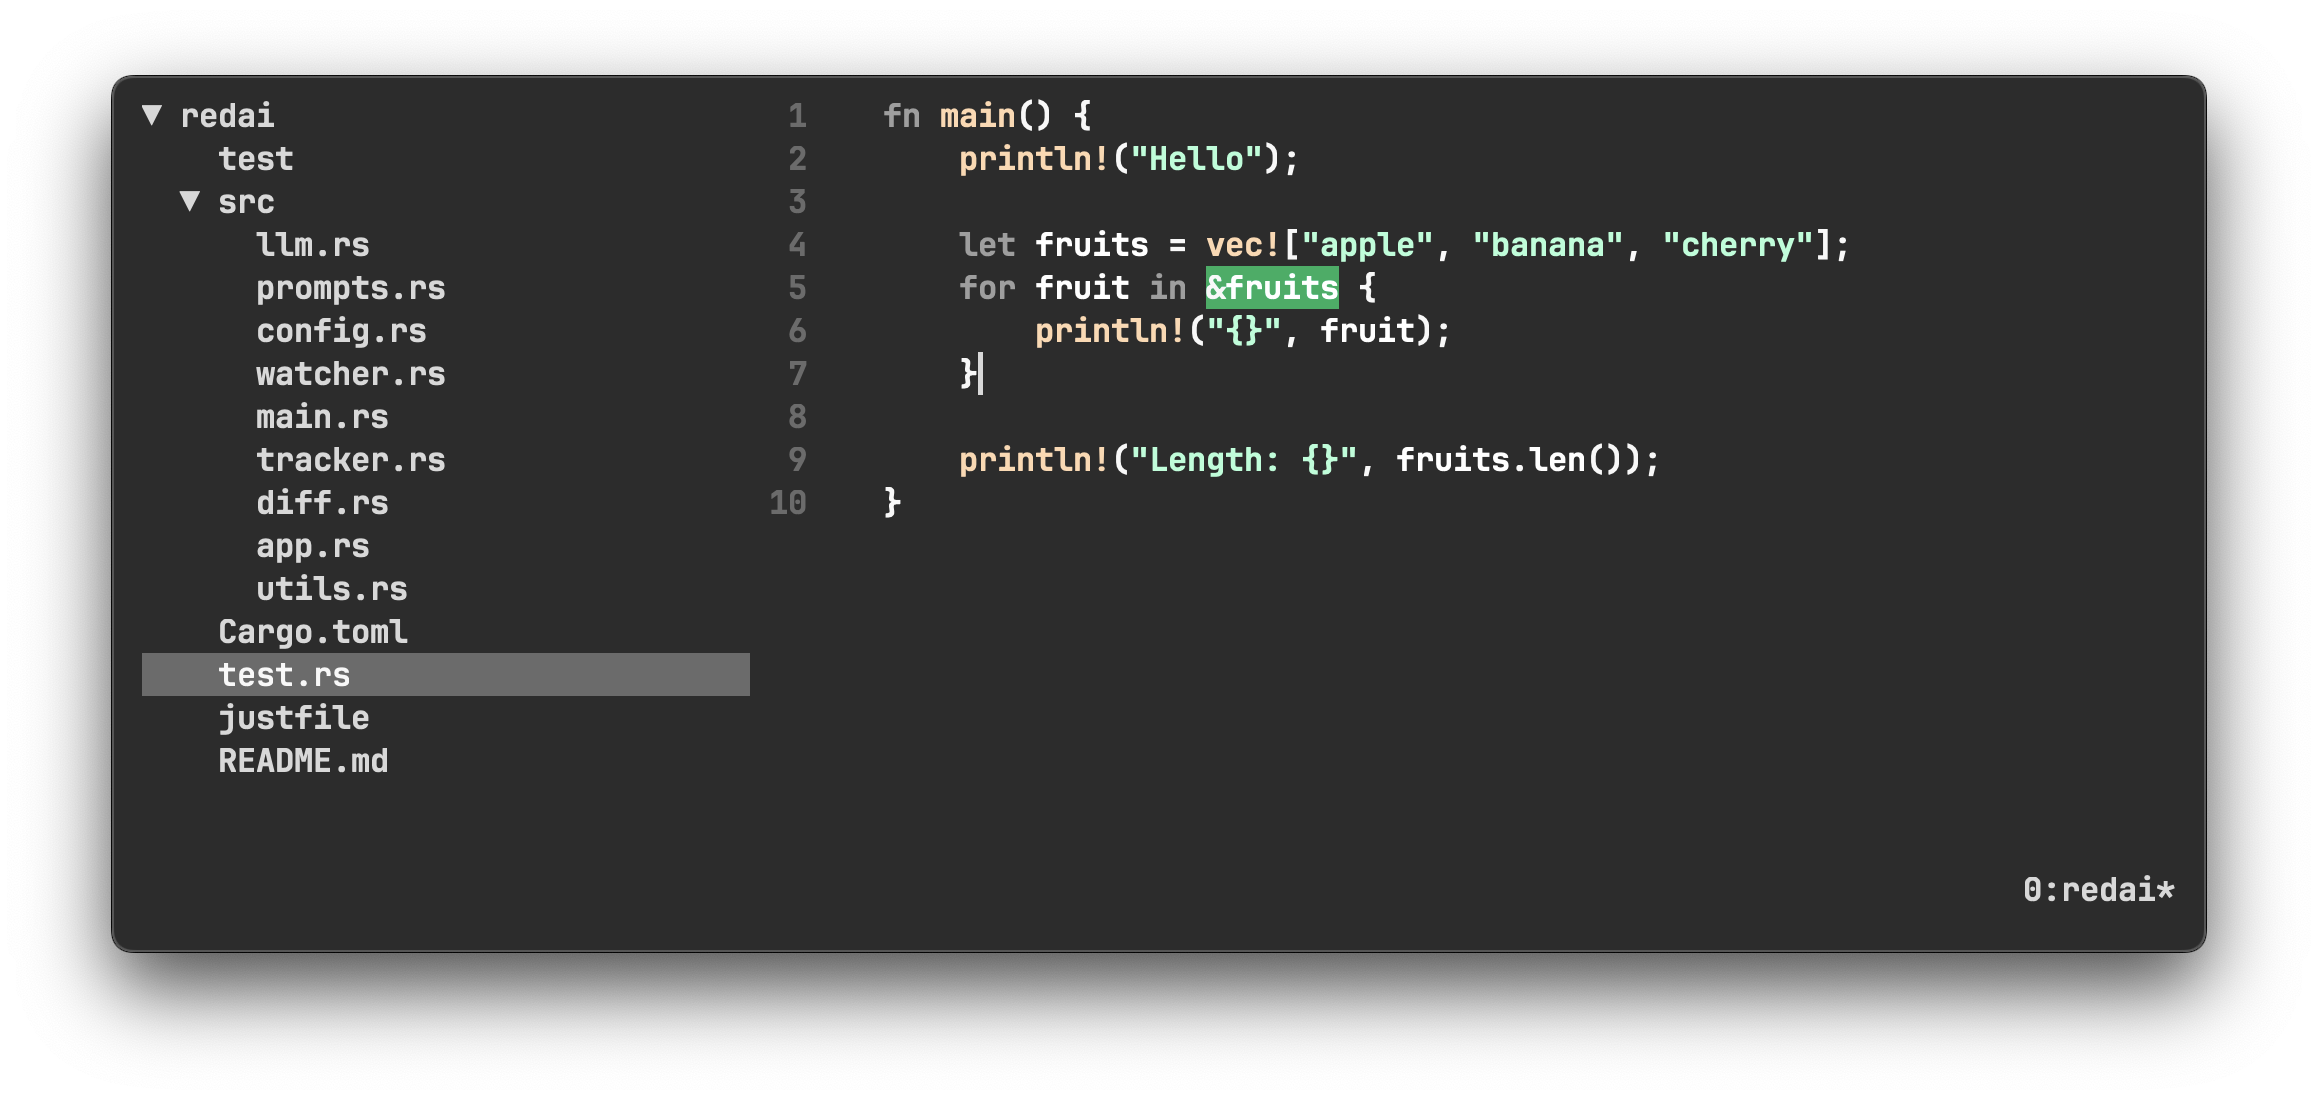 ▼ redai
test
▼ src
llm.rs
prompts.rs
config.rs
watcher.rs
main.rs
tracker.rs
diff.rs
app.rs
utils.rs
Cargo.toml
test.rs
justfile
README.md
1 fn main() {
2     println!("Hello");
3
4     let fruits = vec!["apple", "banana", "cherry"];
5     for fruit in &fruits {
6         println!("{}", fruit);
7     }
8
9     println!("Length: {}", fruits.len());
10 }
0:redai*